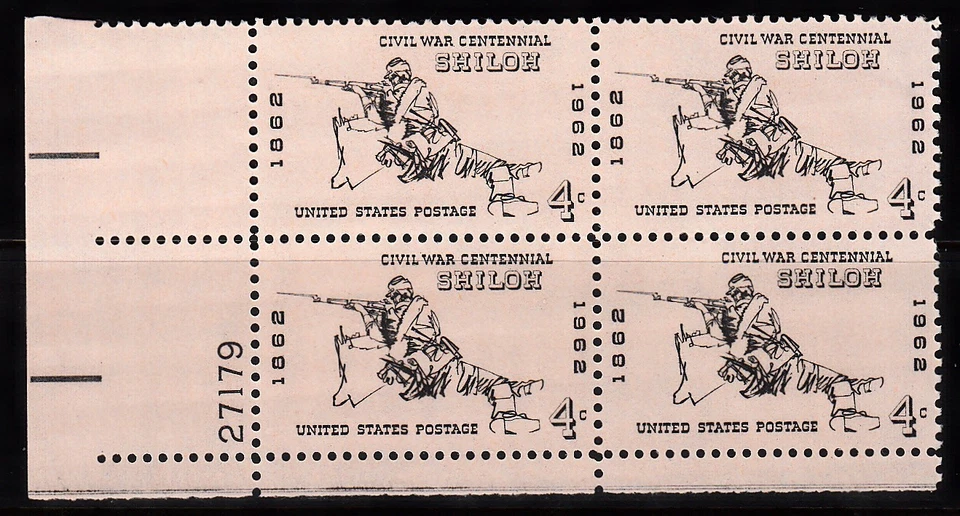 CIVIL WAR CENTENNIAL
SHILOH
1862
1962
4c
UNITED STATES POSTAGE
CIVIL WAR CENTENNIAL
SHILOH
1862
1962
4c
UNITED STATES POSTAGE
CIVIL WAR CENTENNIAL
SHILOH
1862
1962
4c
UNITED STATES POSTAGE
CIVIL WAR CENTENNIAL
SHILOH
1862
1962
4c
UNITED STATES POSTAGE
27179